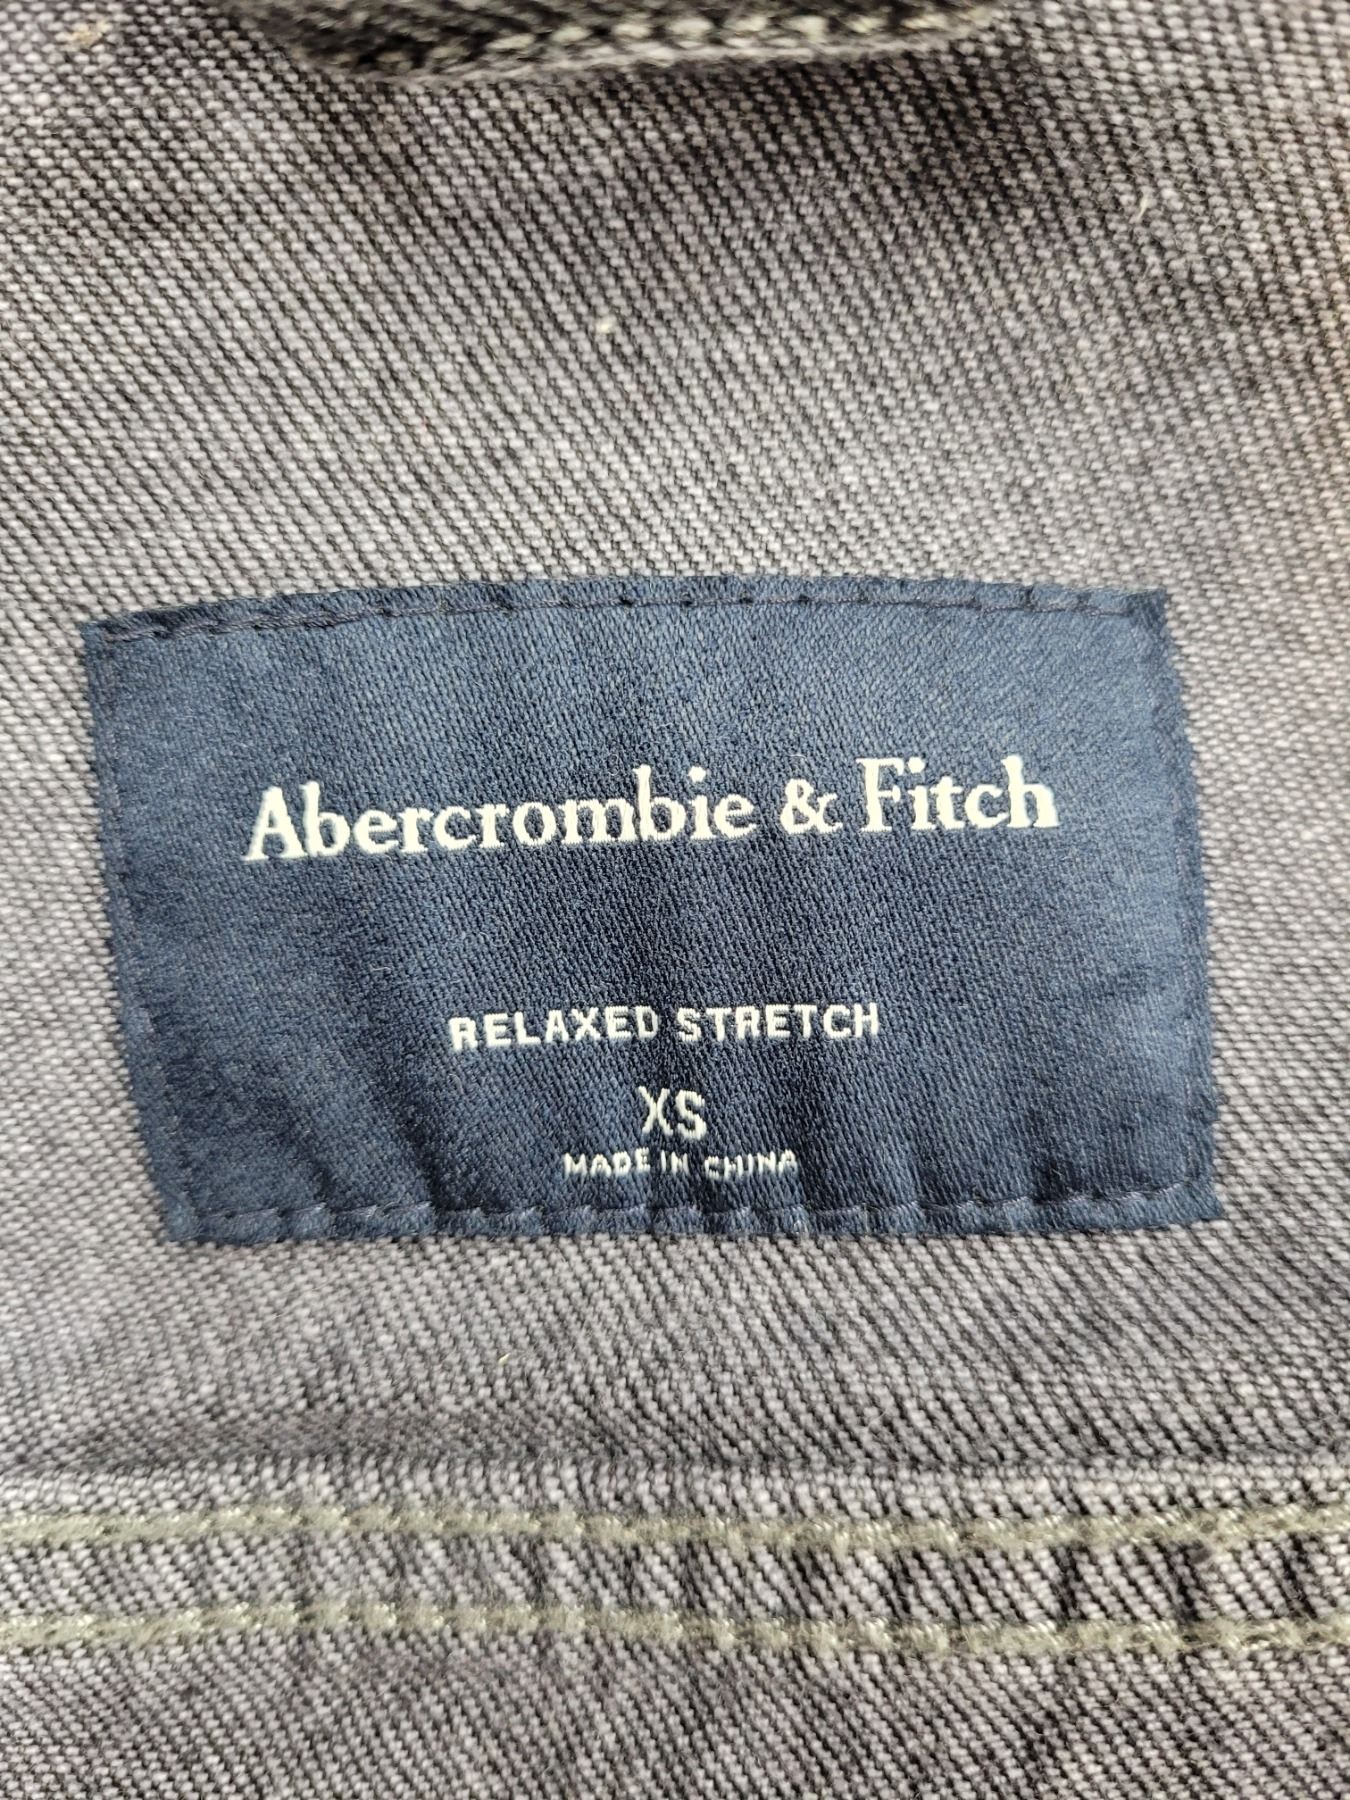 Abercrombie & Fitch
RELAXED STRETCH
XS
MADE IN CHINA